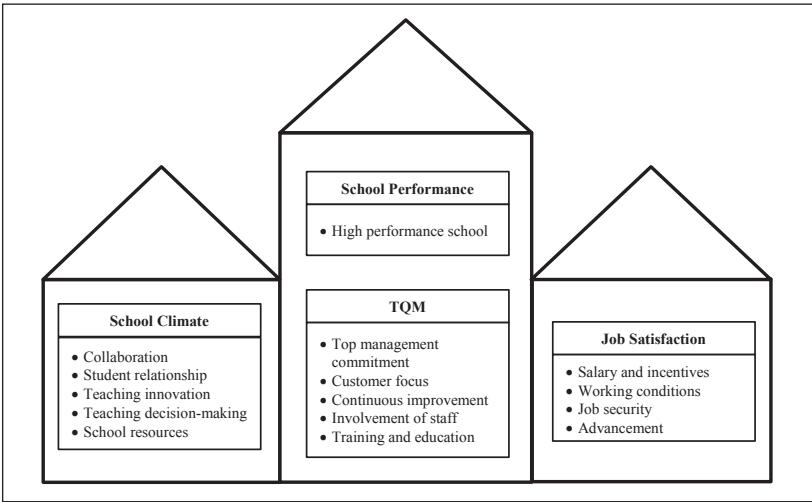 School Performance
• High performance school
School Climate
• Collaboration
• Student relationship
• Teaching innovation
• Teaching decision-making
• School resources
TQM
• Top management
commitment
• Customer focus
• Continuous improvement
• Involvement of staff
• Training and education
Job Satisfaction
• Salary and incentives
• Working conditions
• Job security
• Advancement